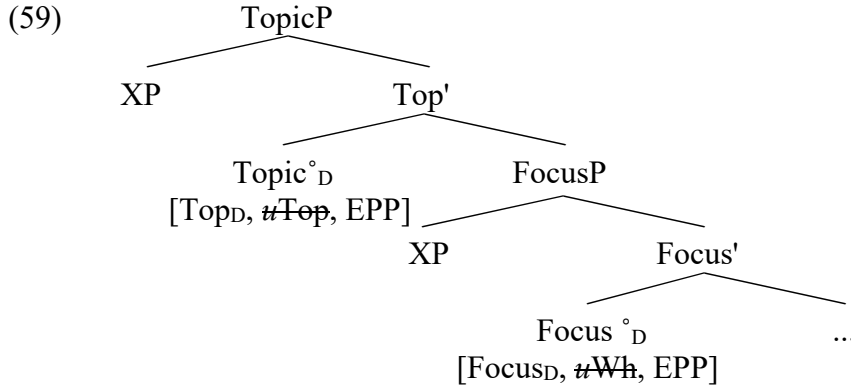 (59) TopicP
XP Top'
Topic°D FocusP
[TopD, uTop, EPP]
XP Focus'
Focus °D ...
[FocusD, uWh, EPP]